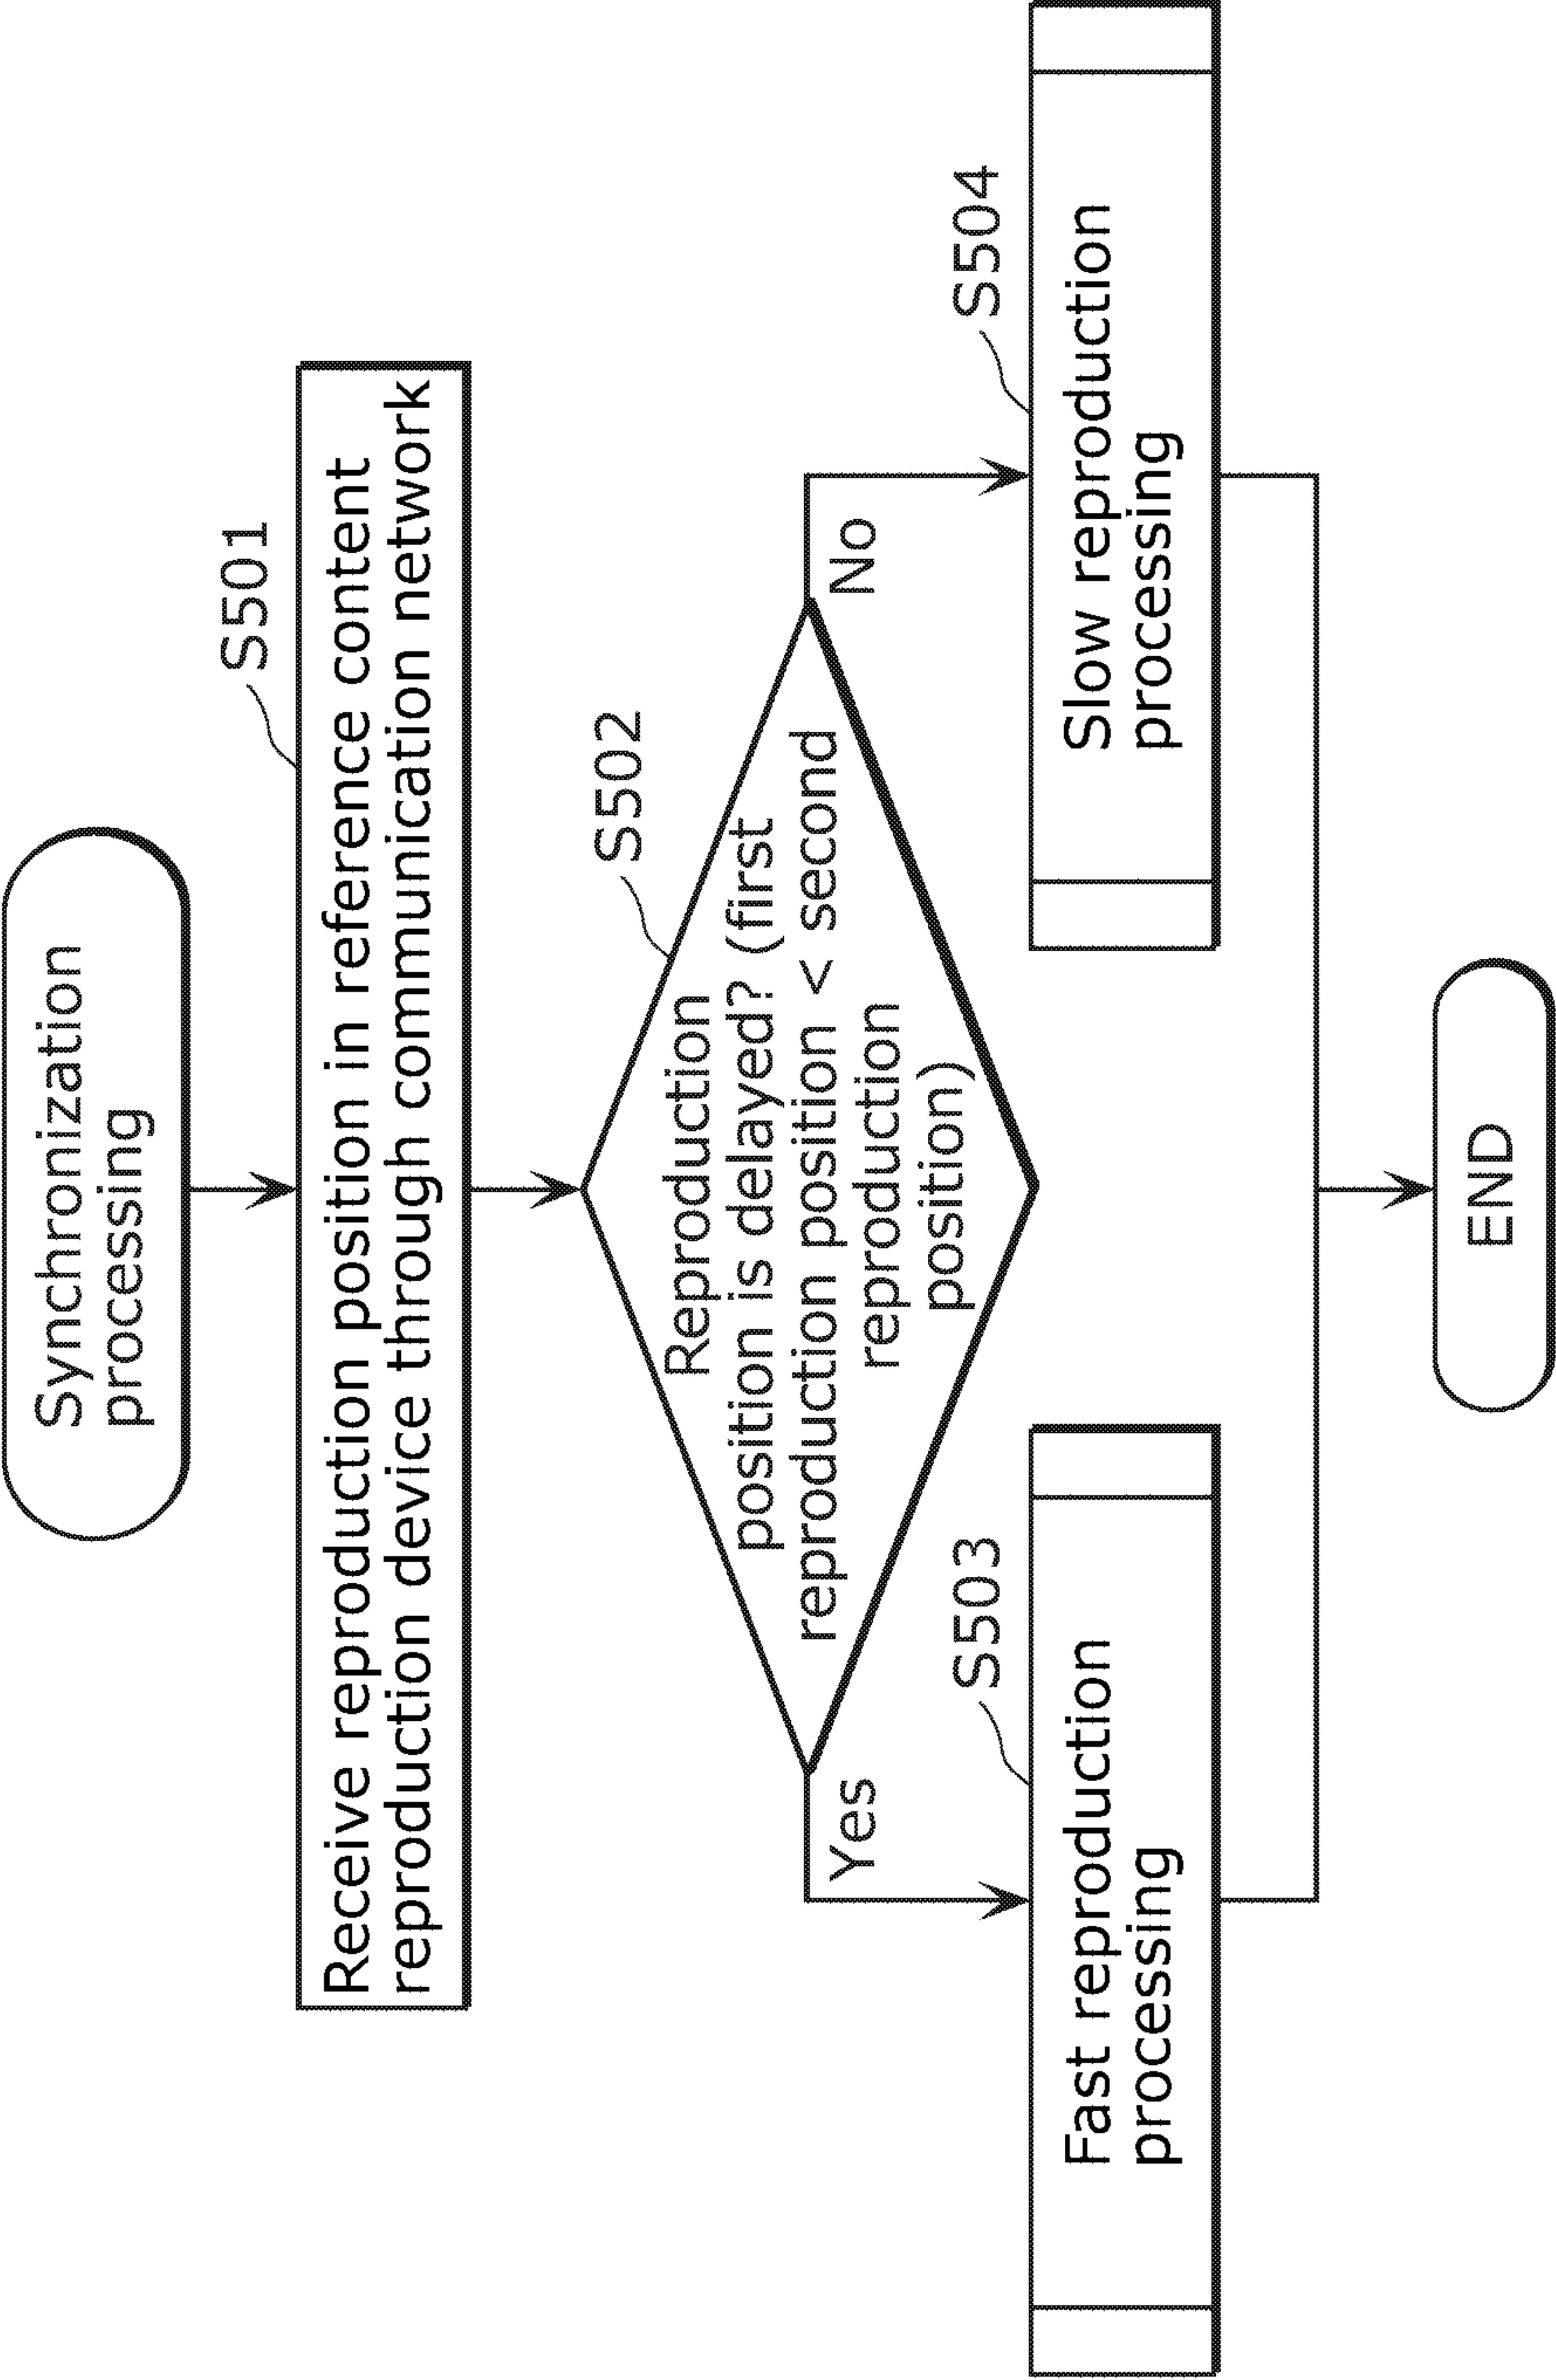 Synchronization
processing
S501
Receive reproduction position in reference content
reproduction device through communication network
S502
Reproduction
position is delayed? (first
reproduction position < second
reproduction
position)
Yes
No
S503
Fast reproduction
processing
S504
Slow reproduction
processing
END